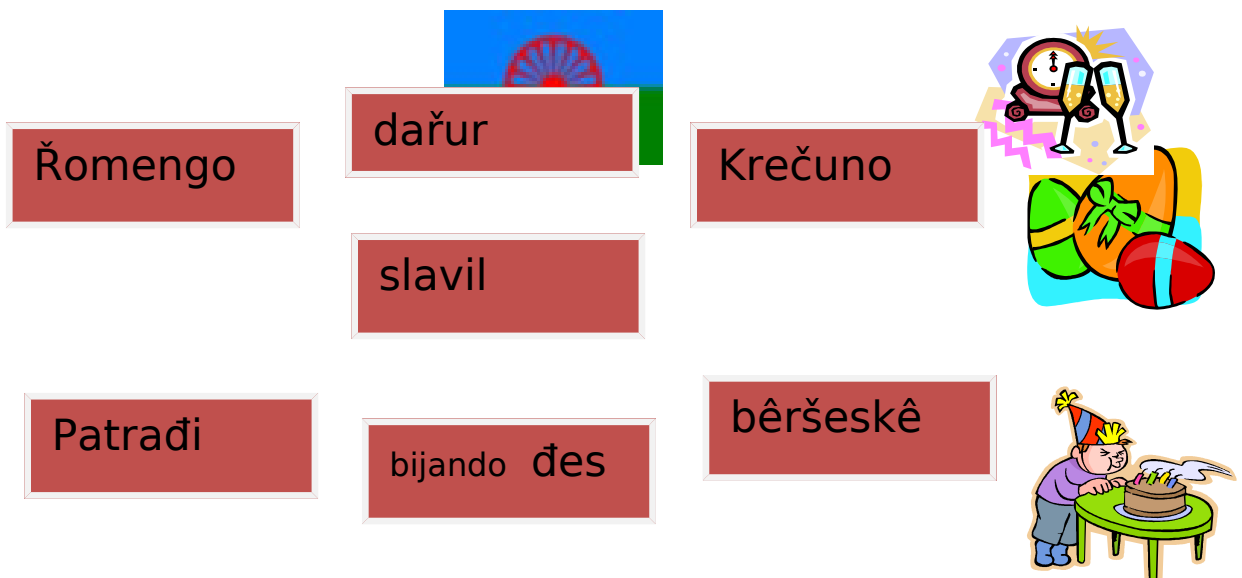 Řomengo
dařur
Krečuno
slavil
Patrađi
bijando đes
bêršeskê